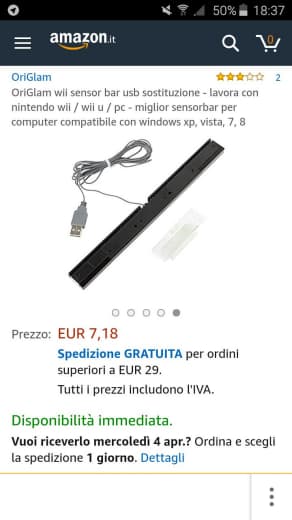 50% 18:37
amazon.it
0
OriGlam
2
OriGlam wii sensor bar usb sostituzione - lavora con
nintendo wii / wii u / pc - miglior sensorbar per
computer compatibile con windows xp, vista, 7, 8
Prezzo: EUR 7,18
Spedizione GRATUITA per ordini
superiori a EUR 29.
Tutti i prezzi includono l'IVA.
Disponibilità immediata.
Vuoi riceverlo mercoledì 4 apr.? Ordina e scegli
la spedizione 1 giorno. Dettagli